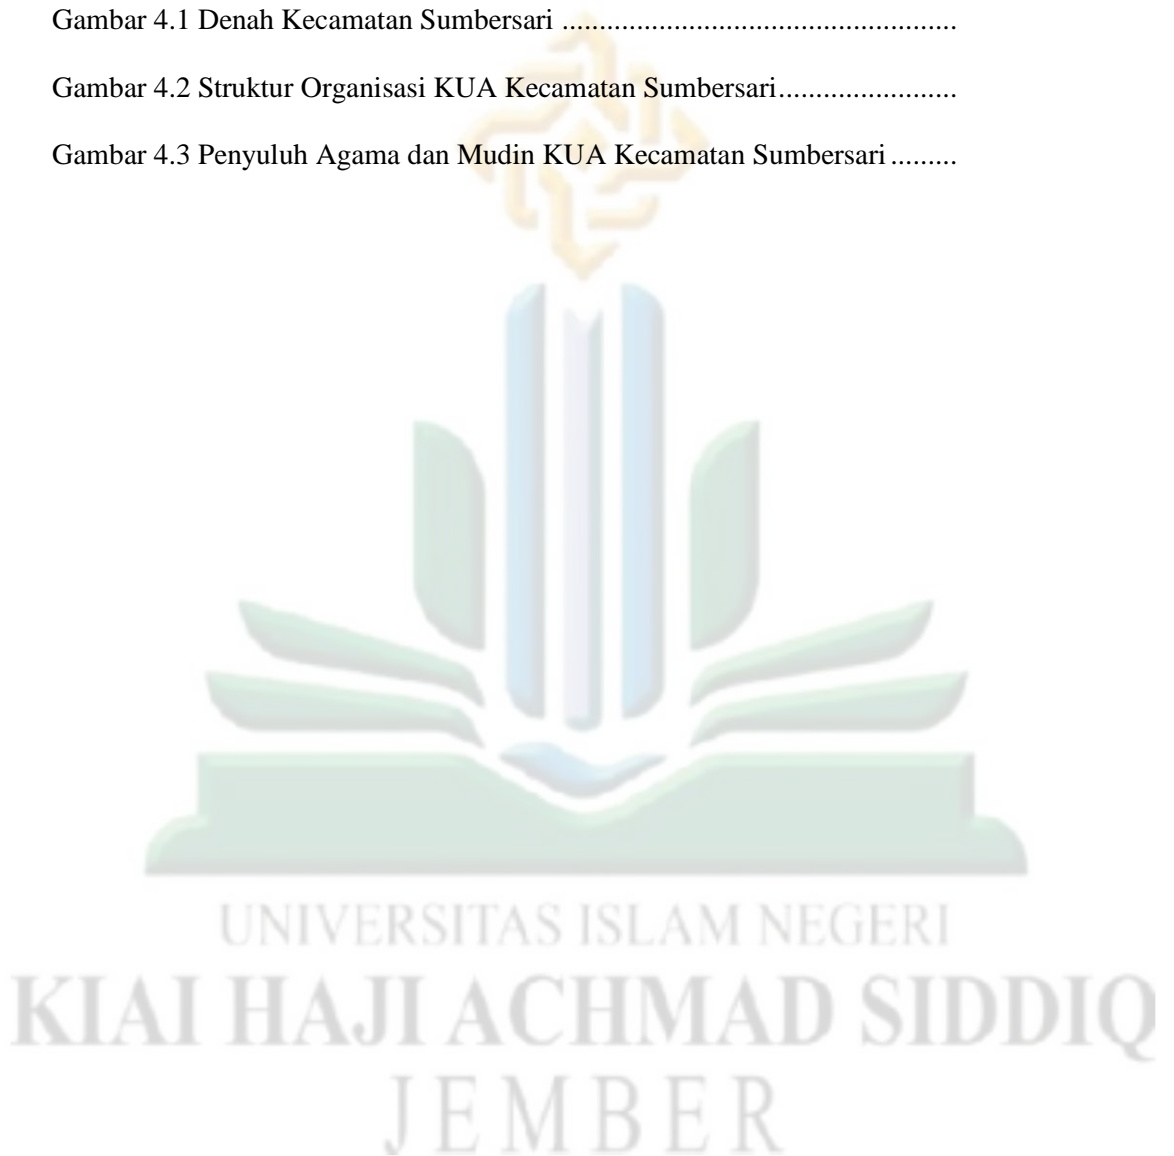 Gambar 4.1 Denah Kecamatan Sumbersari .....................................................
Gambar 4.2 Struktur Organisasi KUA Kecamatan Sumbersari........................
Gambar 4.3 Penyuluh Agama dan Mudin KUA Kecamatan Sumbersari .........
UNIVERSITAS ISLAM NEGERI
KIAI HAJI ACHMAD SIDDIQ
JEMBER